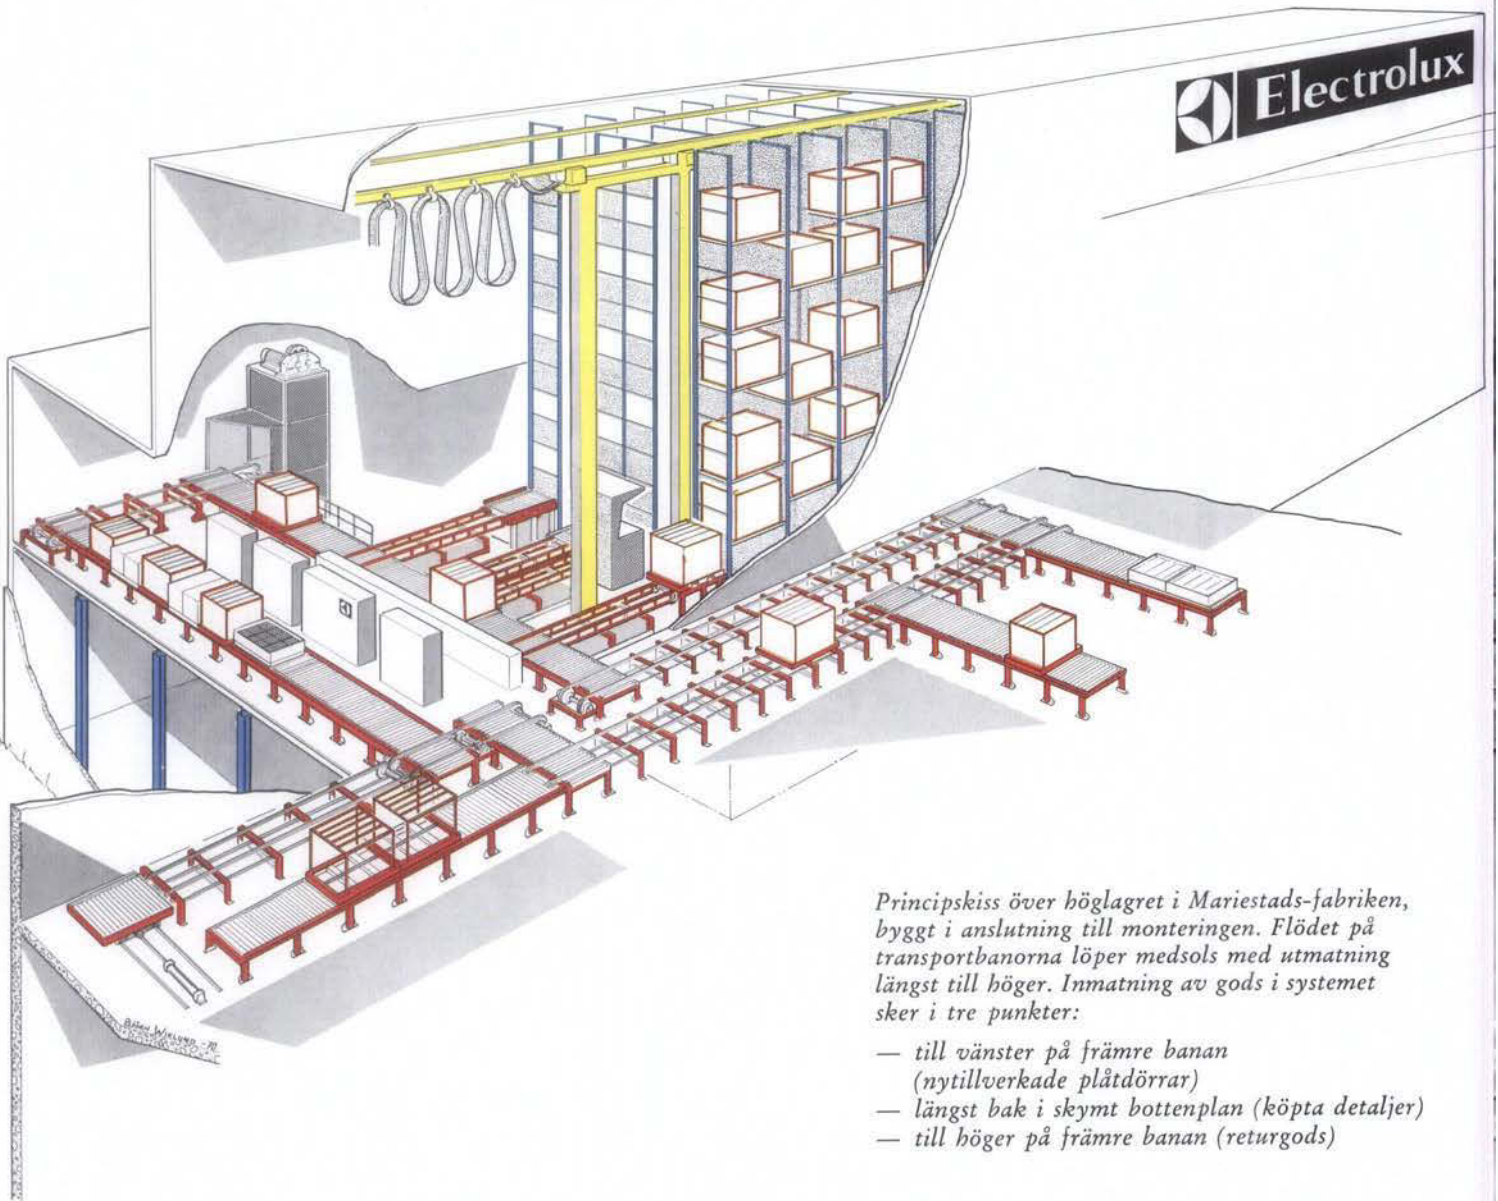 Electrolux
Principskiss över höglagret i Mariestads-fabriken,
byggt i anslutning till monteringen. Flödet på
transportbanorna löper medsols med utmatning
längst till höger. Inmatning av gods i systemet
sker i tre punkter:
— till vänster på främre banan
(nytillverkade plåtdörrar)
— längst bak i skymt bottenplan (köpta detaljer)
— till höger på främre banan (returgods)